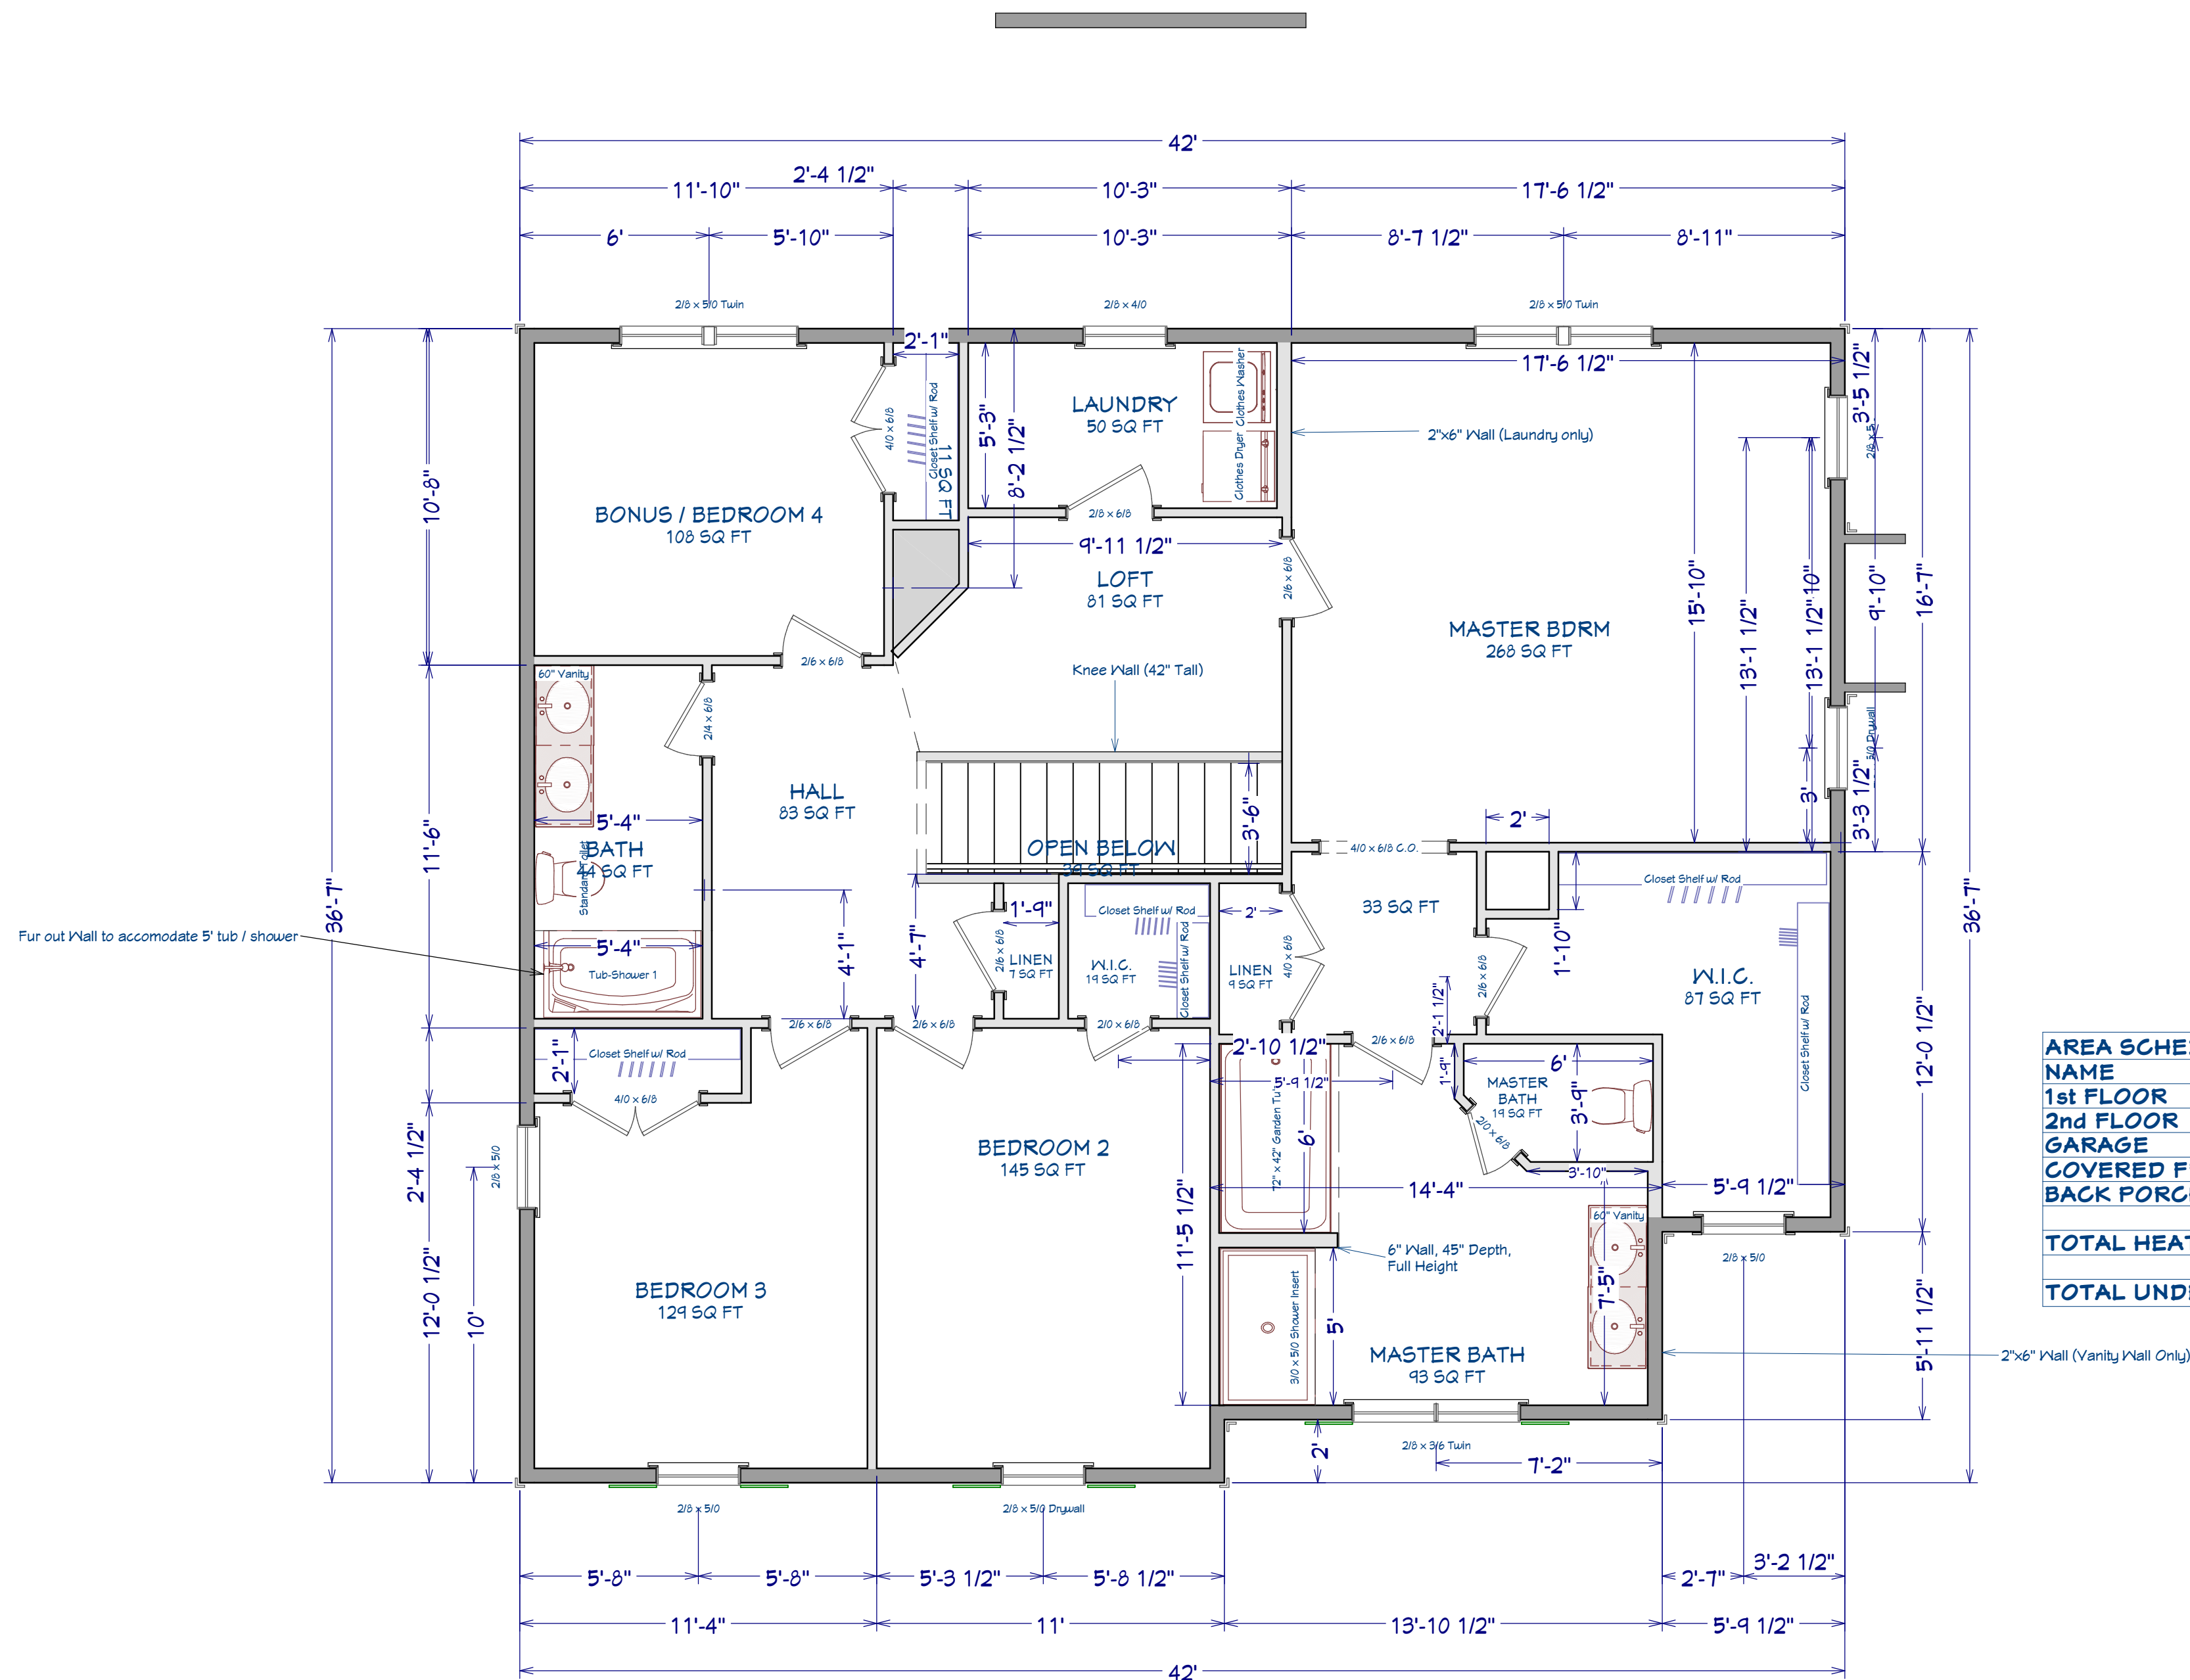 42'
11'-10"
2'-4 1/2"
10'-3"
17'-6 1/2"
6'
5'-10"
10'-3"
8'-7 1/2"
8'-11"
2/8 x 5/0 Twin
2/8 x 4/0
2/8 x 5/0 Twin
2'-1"
17'-6 1/2"
3'-5 1/2"
Clothes Washer
Clothes Dryer
LAUNDRY
50 SQ FT
5'-3"
8'-2 1/2"
4/0 x 6/8
Closet Shelf w/ Rod
11 SQ FT
2"x6" Wall (Laundry only)
10'-8"
BONUS / BEDROOM 4
108 SQ FT
2/8 x 6/8
9'-11 1/2"
LOFT
81 SQ FT
2/6 x 6/8
15'-10"
13'-1 1/2"
13'-1 1/2"
9'-10"
16'-7"
MASTER BDRM
268 SQ FT
2/6 x 6/8
Knee Wall (42" Tall)
60" Vanity
2/4 x 6/8
5/0 Drywall
3'
3'-3 1/2"
HALL
83 SQ FT
11'-6"
5'-4"
BATH
44 SQ FT
Standard Toilet
3'-6"
OPEN BELOW
39 SQ FT
2'
4/0 x 6/8 C.O.
36'-7"
36'-7"
Closet Shelf w/ Rod
33 SQ FT
1'-10"
1'-9"
Closet Shelf w/ Rod
Closet Shelf w/ Rod
2'
Fur out Wall to accomodate 5' tub / shower
5'-4"
Tub-Shower 1
4'-1"
4'-7"
2/6 x 6/8
LINEN
7 SQ FT
W.I.C.
19 SQ FT
LINEN
9 SQ FT
4/0 x 6/8
2/6 x 6/8
W.I.C.
87 SQ FT
Closet Shelf w/ Rod
12'-0 1/2"
2'-1 1/2"
2/6 x 6/8
2/6 x 6/8
2/0 x 6/8
2/6 x 6/8
2'-1"
Closet Shelf w/ Rod
4/0 x 6/8
2'-10 1/2"
5'-9 1/2"
1'-9"
6'
MASTER
BATH
19 SQ FT
3'-9"
2/0 x 6/8
3'-10"
72" x 42" Garden Tub
6'
2'-4 1/2"
2/8 x 5/0
BEDROOM 2
145 SQ FT
11'-5 1/2"
14'-4"
5'-9 1/2"
60" Vanity
7'-5"
6" Wall, 45" Depth,
Full Height
2/8 x 5/0
12'-0 1/2"
10'
BEDROOM 3
129 SQ FT
3/0 x 5/0 Shower Insert
5'
MASTER BATH
93 SQ FT
5'-11 1/2"
2"x6" Wall (Vanity Wall Only)
AREA SCHE
NAME
1st FLOOR
2nd FLOOR
GARAGE
COVERED F
BACK PORC
TOTAL HEAT
TOTAL UND
2'
2/8 x 3/6 Twin
7'-2"
2/8 x 5/0
2/8 x 5/0 Drywall
5'-8"
5'-8"
5'-3 1/2"
5'-8 1/2"
2'-7"
3'-2 1/2"
11'-4"
11'
13'-10 1/2"
5'-9 1/2"
42'